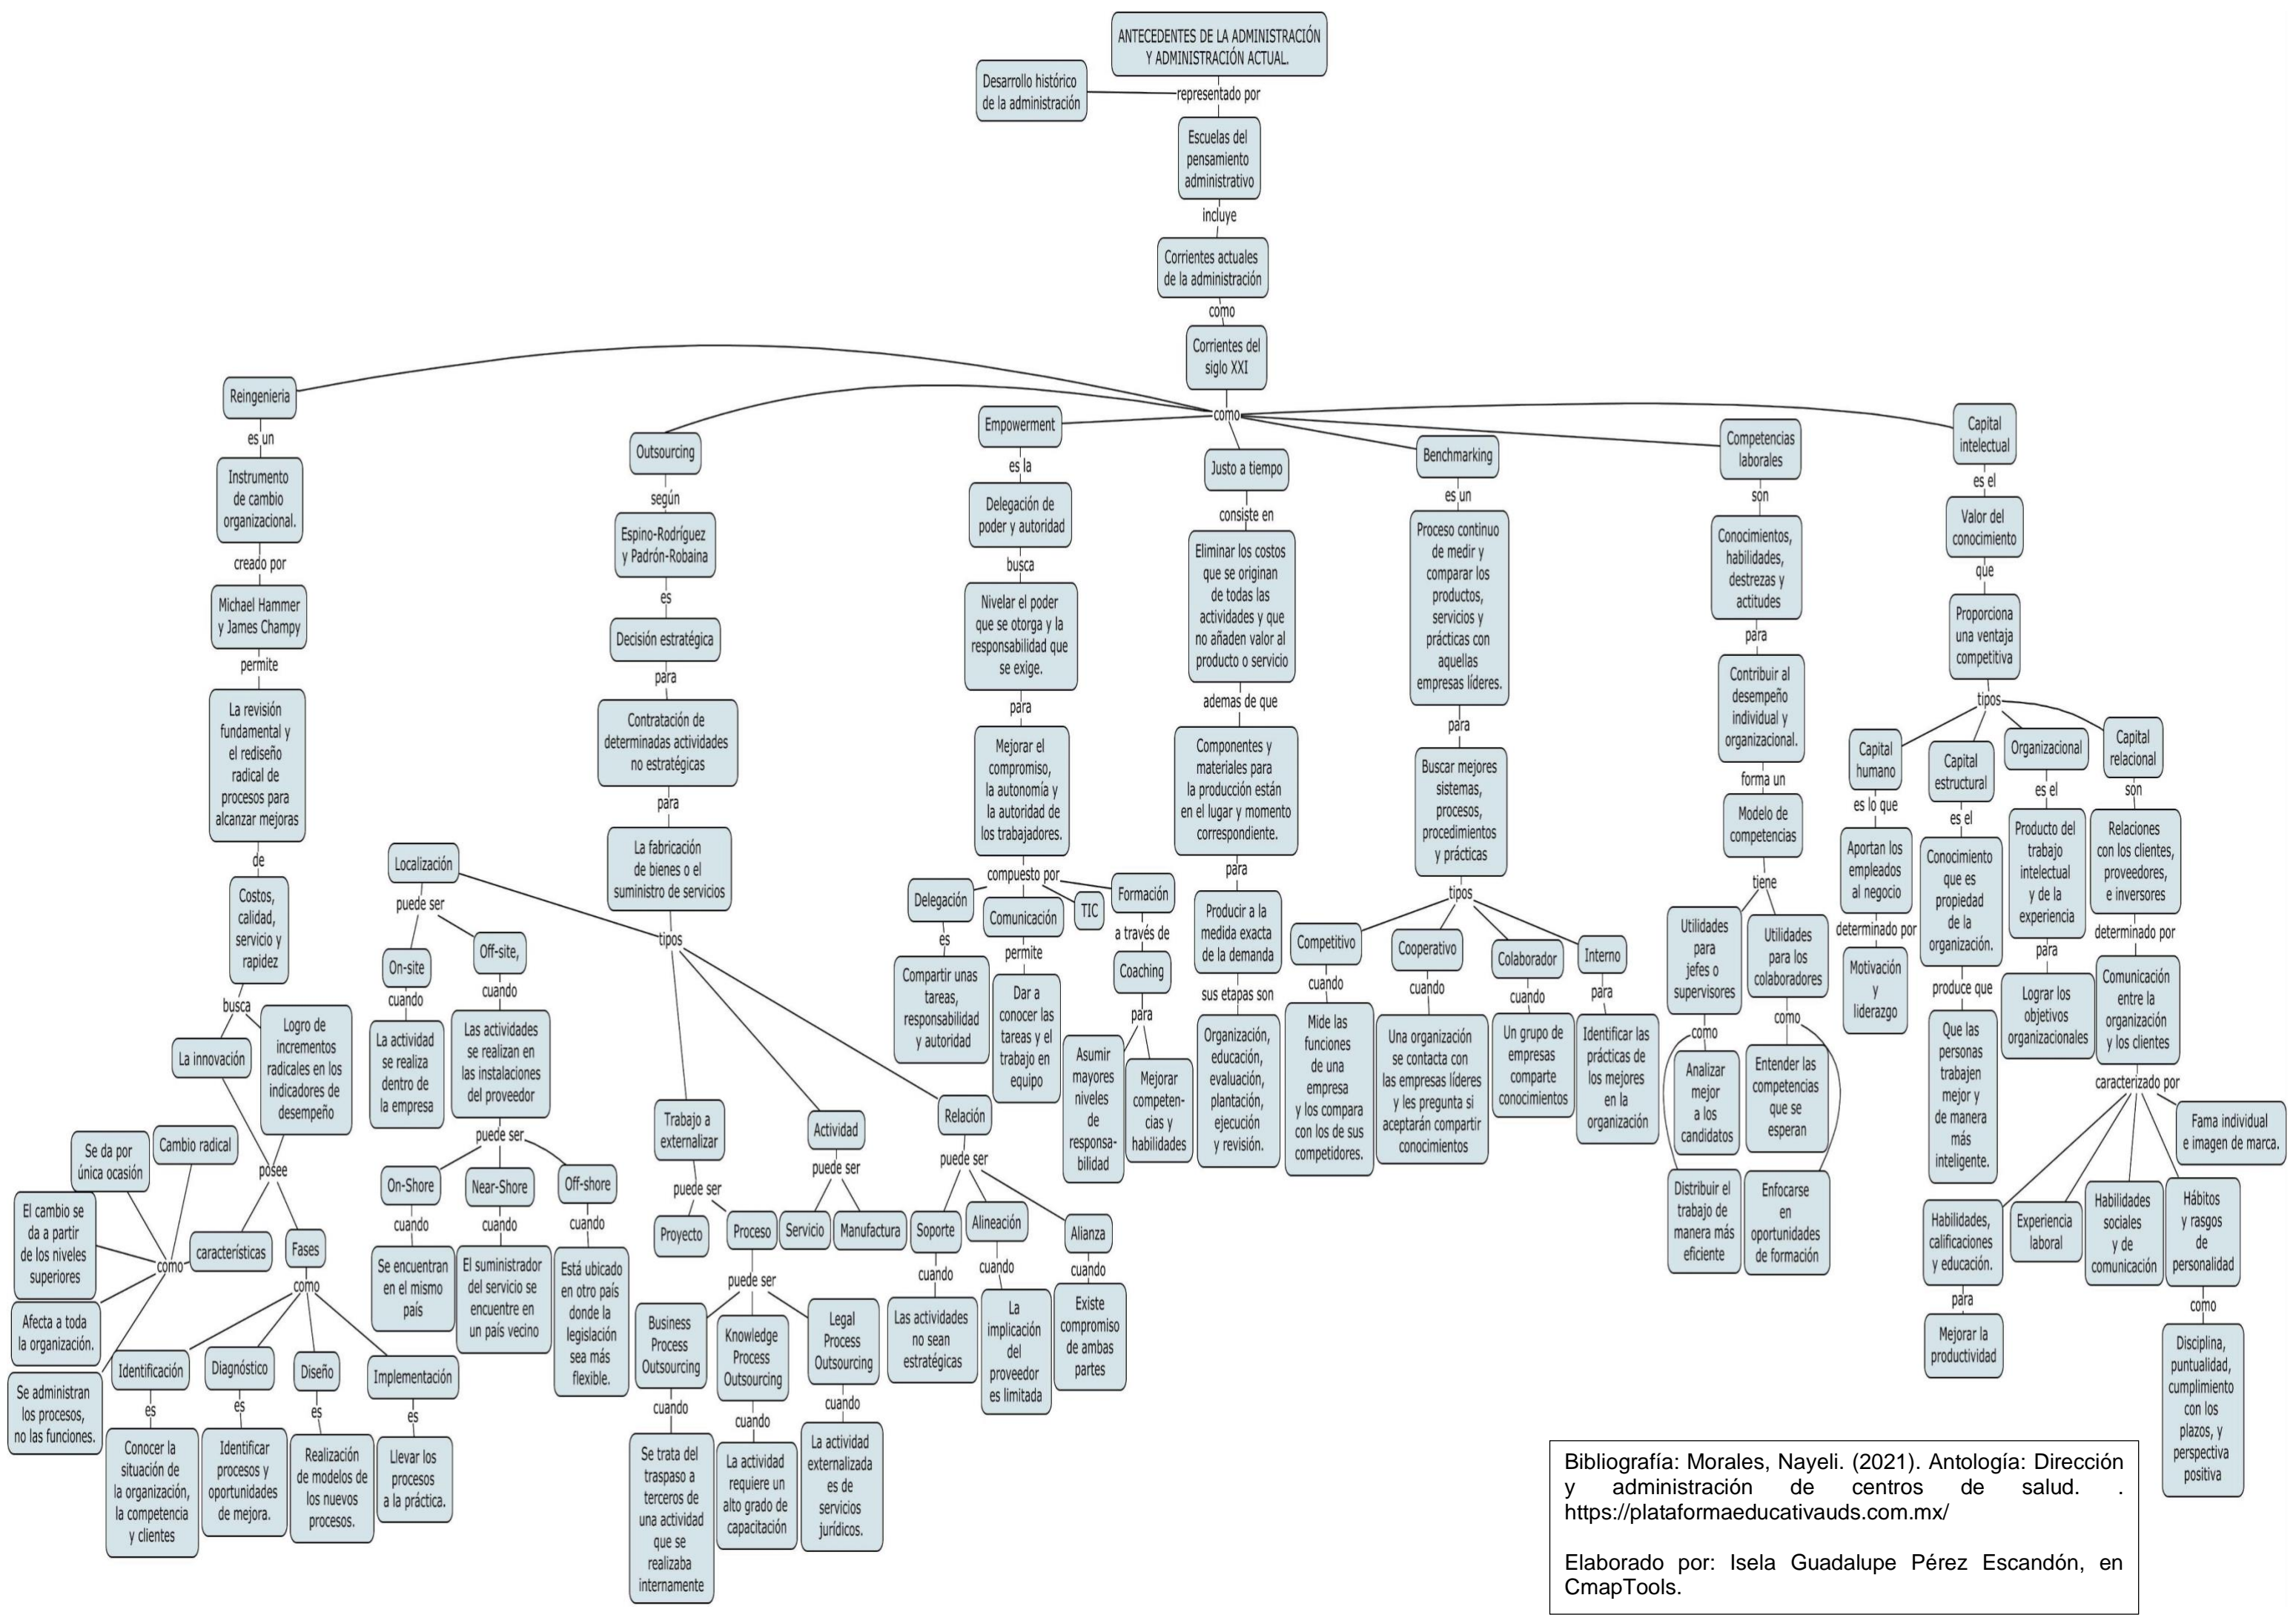 ANTECEDENTES DE LA ADMINISTRACIÓN
Y ADMINISTRACIÓN ACTUAL.
Desarrollo histórico
de la administración
representado por
Escuelas del
pensamiento
administrativo
incluye
Corrientes actuales
de la administración
como
Corrientes del
siglo XXI
como
Reingenieria
es un
Instrumento
de cambio
organizacional.
creado por
Michael Hammer
y James Champy
permite
La revisión
fundamental y
el rediseño
radical de
procesos para
alcanzar mejoras
de
Costos,
calidad,
servicio y
rapidez
busca
La innovación
Logro de
incrementos
radicales en los
indicadores de
desempeño
posee
características
como
Se da por
única ocasión
Cambio radical
El cambio se
da a partir
de los niveles
superiores
Afecta a toda
la organización.
Se administran
los procesos,
no las funciones.
Fases
como
Identificación
es
Conocer la
situación de
la organización,
la competencia
y clientes
Diagnóstico
es
Identificar
procesos y
oportunidades
de mejora.
Diseño
es
Realización
de modelos de
los nuevos
procesos.
Implementación
es
Llevar los
procesos
a la práctica.
Outsourcing
según
Espino-Rodríguez
y Padrón-Robaina
es
Decisión estratégica
para
Contratación de
determinadas actividades
no estratégicas
para
La fabricación
de bienes o el
suministro de servicios
tipos
Localización
puede ser
On-site
cuando
La actividad
se realiza
dentro de
la empresa
Off-site,
cuando
Las actividades
se realizan en
las instalaciones
del proveedor
puede ser
On-Shore
cuando
Se encuentran
en el mismo
país
Near-Shore
cuando
El suministrador
del servicio se
encuentre en
un país vecino
Off-shore
cuando
Está ubicado
en otro país
donde la
legislación
sea más
flexible.
Trabajo a
externalizar
puede ser
Proyecto
Proceso
puede ser
Business
Process
Outsourcing
cuando
Se trata del
traspaso a
terceros de
una actividad
que se
realizaba
internamente
Knowledge
Process
Outsourcing
cuando
La actividad
requiere un
alto grado de
capacitación
Legal
Process
Outsourcing
cuando
La actividad
externalizada
es de
servicios
jurídicos.
Actividad
puede ser
Servicio
Manufactura
Relación
puede ser
Soporte
cuando
Las actividades
no sean
estratégicas
Alineación
cuando
La
implicación
del
proveedor
es limitada
Alianza
cuando
Existe
compromiso
de ambas
partes
Empowerment
es la
Delegación de
poder y autoridad
busca
Nivelar el poder
que se otorga y la
responsabilidad que
se exige.
para
Mejorar el
compromiso,
la autonomía y
la autoridad de
los trabajadores.
compuesto por
Delegación
es
Compartir unas
tareas,
responsabilidad
y autoridad
Comunicación
permite
Dar a
conocer las
tareas y el
trabajo en
equipo
TIC
Formación
a través de
Coaching
para
Asumir
mayores
niveles
de
responsa-
bilidad
Mejorar
competen-
cias y
habilidades
Justo a tiempo
consiste en
Eliminar los costos
que se originan
de todas las
actividades y que
no añaden valor al
producto o servicio
ademas de que
Componentes y
materiales para
la producción están
en el lugar y momento
correspondiente.
para
Producir a la
medida exacta
de la demanda
sus etapas son
Organización,
educación,
evaluación,
plantación,
ejecución
y revisión.
Benchmarking
es un
Proceso continuo
de medir y
comparar los
productos,
servicios y
prácticas con
aquellas
empresas líderes.
para
Buscar mejores
sistemas,
procesos,
procedimientos
y prácticas
tipos
Competitivo
cuando
Mide las
funciones
de una
empresa
y los compara
con los de sus
competidores.
Cooperativo
cuando
Una organización
se contacta con
las empresas líderes
y les pregunta si
aceptarán compartir
conocimientos
Colaborador
cuando
Un grupo de
empresas
comparte
conocimientos
Interno
para
Identificar las
prácticas de
los mejores
en la
organización
Competencias
laborales
son
Conocimientos,
habilidades,
destrezas y
actitudes
para
Contribuir al
desempeño
individual y
organizacional.
forma un
Modelo de
competencias
tiene
Utilidades
para
jefes o
supervisores
como
Analizar
mejor
a los
candidatos
Distribuir el
trabajo de
manera más
eficiente
Utilidades
para los
colaboradores
como
Entender las
competencias
que se
esperan
Enfocarse
en
oportunidades
de formación
Capital
intelectual
es el
Valor del
conocimiento
que
Proporciona
una ventaja
competitiva
tipos
Capital
humano
es lo que
Aportan los
empleados
al negocio
determinado por
Motivación
y
liderazgo
Capital
estructural
es el
Conocimiento
que es
propiedad
de la
organización.
produce que
Que las
personas
trabajen
mejor y
de manera
más
inteligente.
Organizacional
es el
Producto del
trabajo
intelectual
y de la
experiencia
para
Lograr los
objetivos
organizacionales
Capital
relacional
son
Relaciones
con los clientes,
proveedores,
e inversores
determinado por
Comunicación
entre la
organización
y los clientes
caracterizado por
Habilidades,
calificaciones
y educación.
para
Mejorar la
productividad
Experiencia
laboral
Habilidades
sociales
y de
comunicación
Hábitos
y rasgos
de
personalidad
como
Disciplina,
puntualidad,
cumplimiento
con los
plazos, y
perspectiva
positiva
Fama individual
e imagen de marca.
Bibliografía: Morales, Nayeli. (2021). Antología: Dirección
y administración de centros de salud. .
https://plataformaeducativauds.com.mx/
Elaborado por: Isela Guadalupe Pérez Escandón, en
CmapTools.